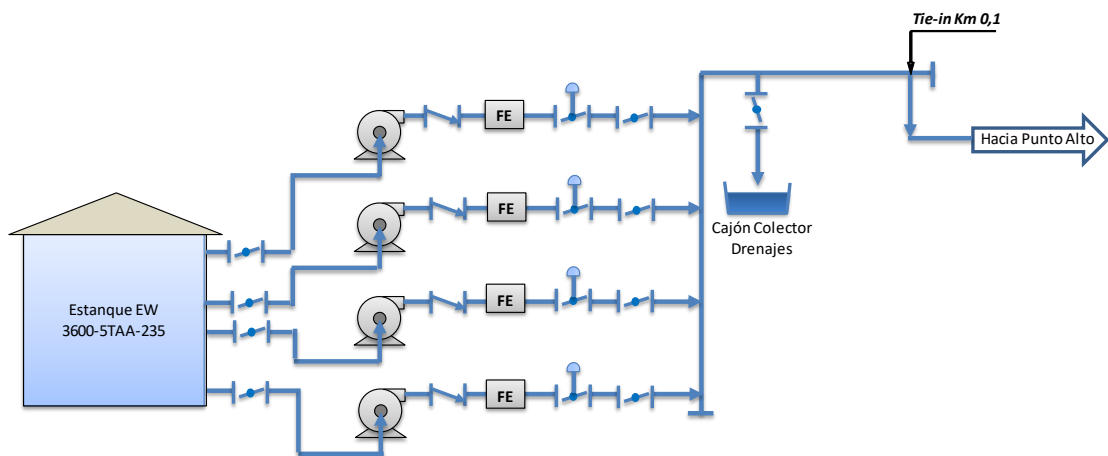 Tie-in Km 0,1
FE
Hacia Punto Alto
FE
Cajón Colector
Drenajes
Estanque EW
3600-5TAA-235
FE
FE